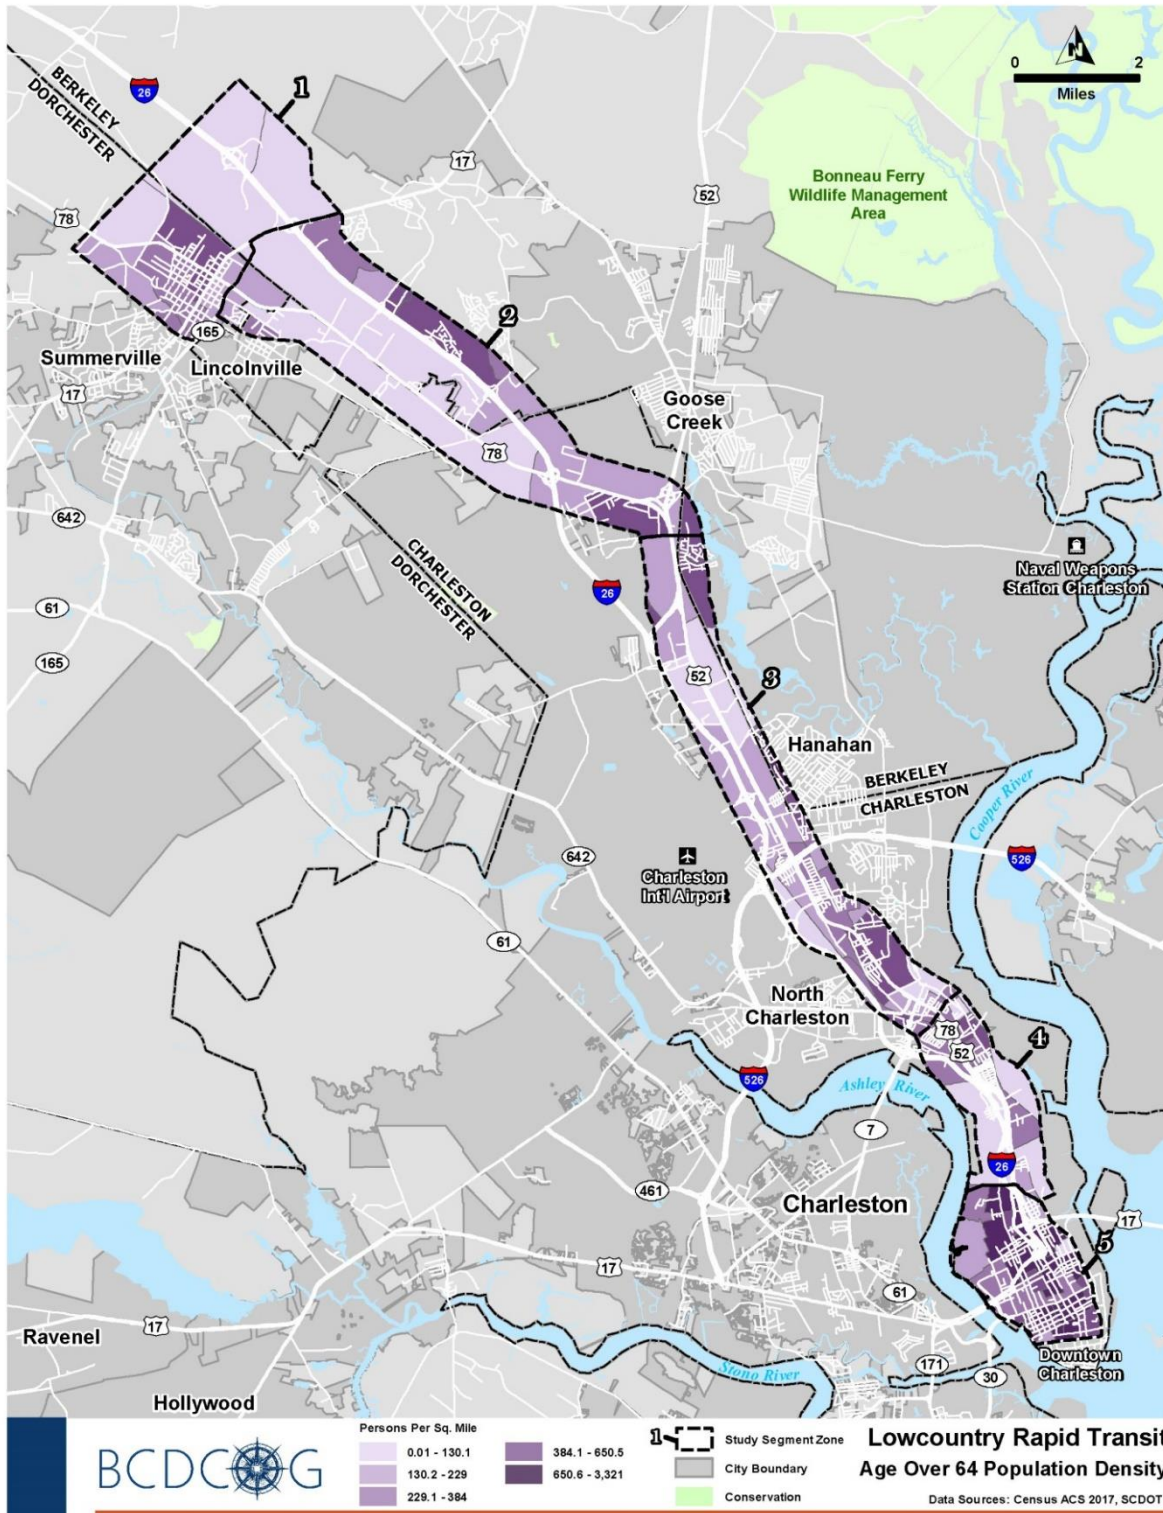 1
BERKELEY
DORCHESTER
26
N
0 2
Miles
17
52
78
Bonneau Ferry
Wildlife Management
Area
2
165
Summerville
Lincolnville
17
Goose
Creek
78
642
CHARLESTON
DORCHESTER
Naval Weapons
Station Charleston
61
26
165
52
3
Hanahan
BERKELEY
CHARLESTON
Cooper River
642
Charleston
Int'l Airport
526
61
North
Charleston
78
52
4
526
Ashley River
7
26
461
Charleston
17
5
17
61
Ravenel
17
Downtown
Charleston
171
30
Stono River
Hollywood
BCDCOG
Persons Per Sq. Mile
0.01 - 130.1
130.2 - 229
229.1 - 384
384.1 - 650.5
650.6 - 3,321
1 Study Segment Zone
City Boundary
Conservation
Lowcountry Rapid Transit
Age Over 64 Population Density
Data Sources: Census ACS 2017, SCDOT